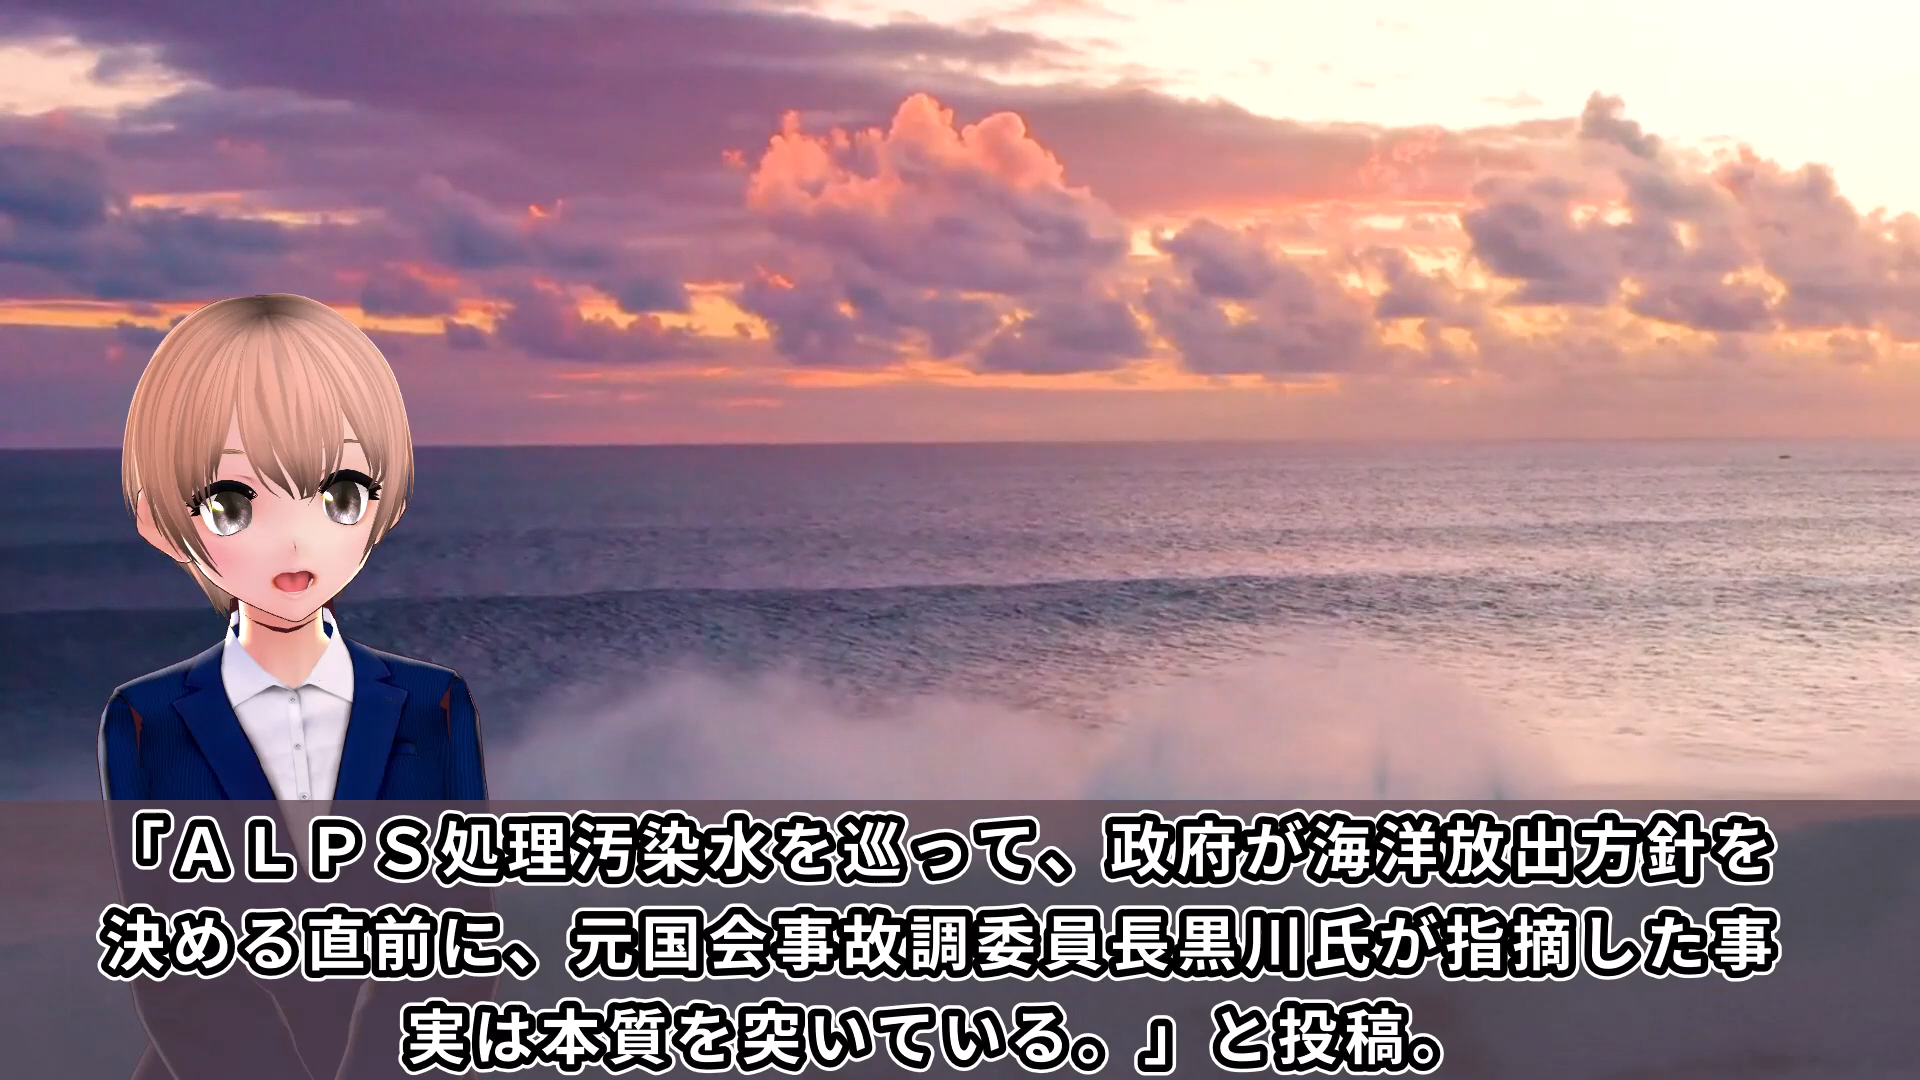 「ＡＬＰＳ処理汚染水を巡って、政府が海洋放出方針を
決める直前に、元国会事故調委員長黒川氏が指摘した事
実は本質を突いている。」と投稿。